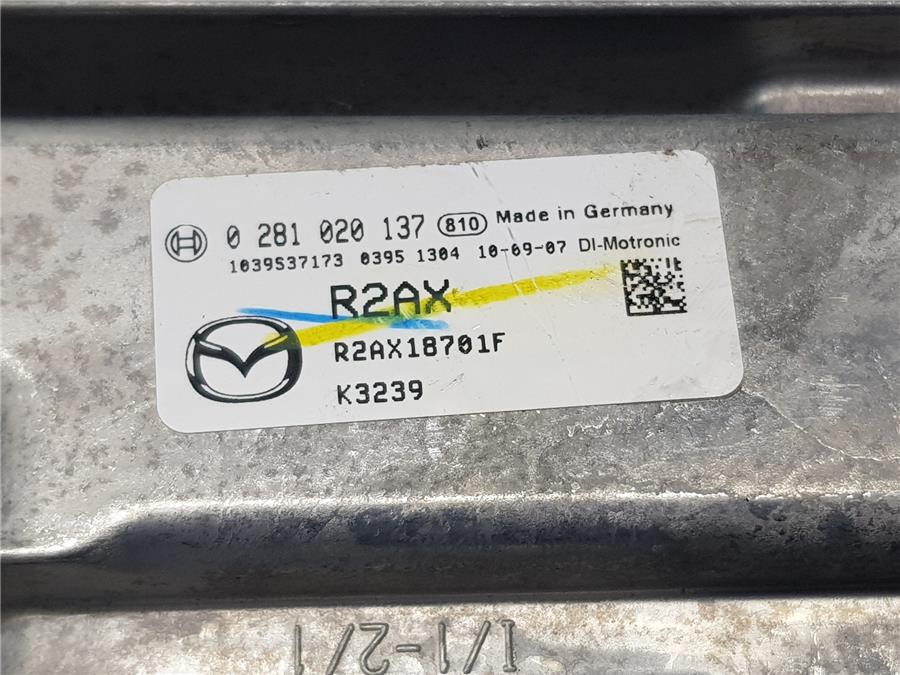 0 281 020 137 810 Made in Germany
1039S37173 0395 1304 10-09-07 DI-Motronic
R2AX
R2AX18701F
K3239
1/1-2/1